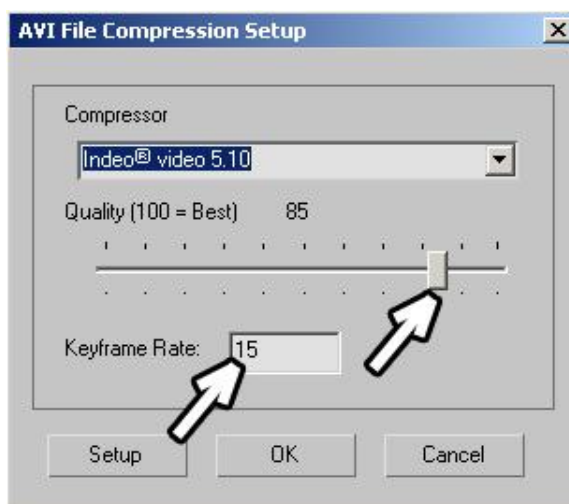 AVI File Compression Setup
Compressor
Indeo® video 5.10
Quality (100 = Best) 85
Keyframe Rate: 15
Setup OK Cancel